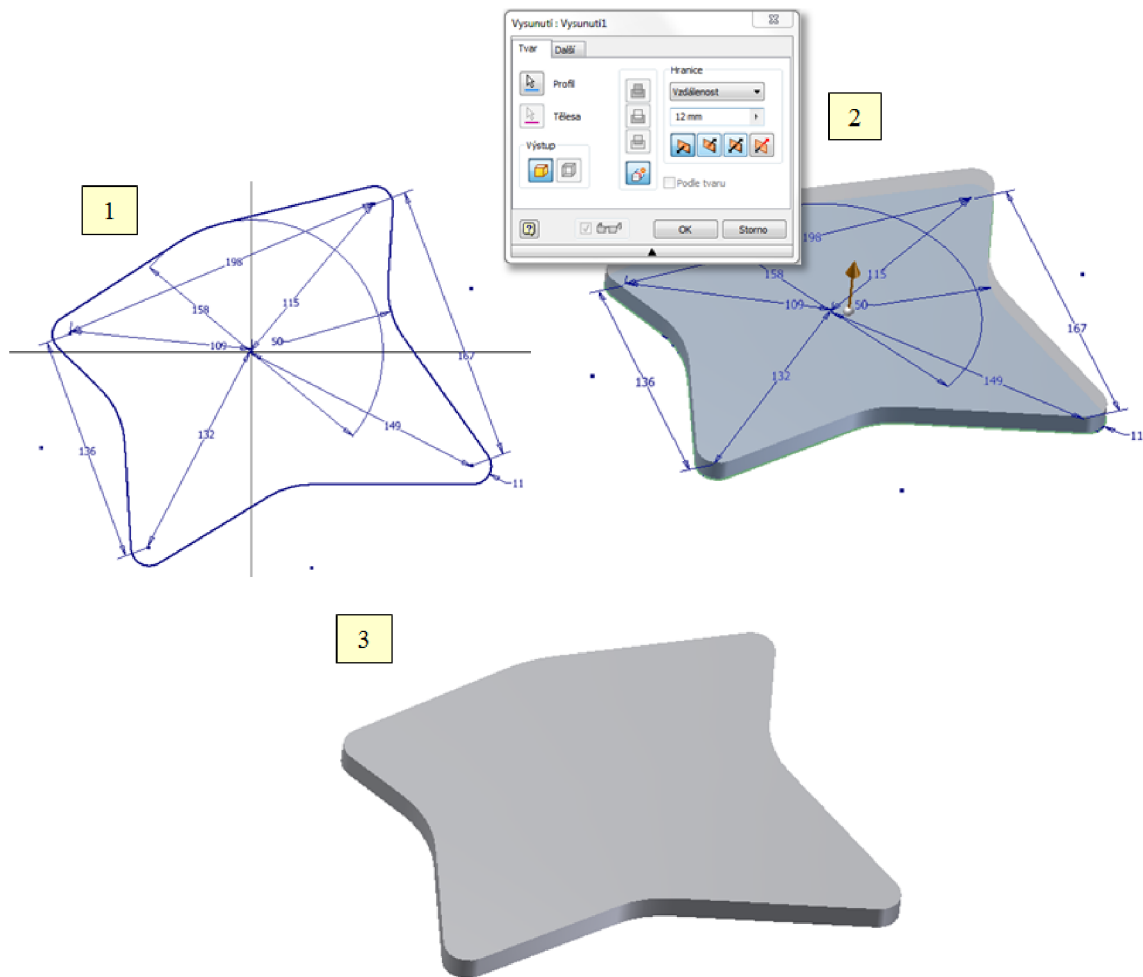 Vysunutí : Vysunutí1
Tvar
Další
Profil
Tělesa
Výstup
Hranice
Vzdálenost
12 mm
Podle tvaru
OK
Storno
1
198
158
115
109
50
167
136
132
149
11
2
198
158
115
109
50
167
136
132
149
11
3